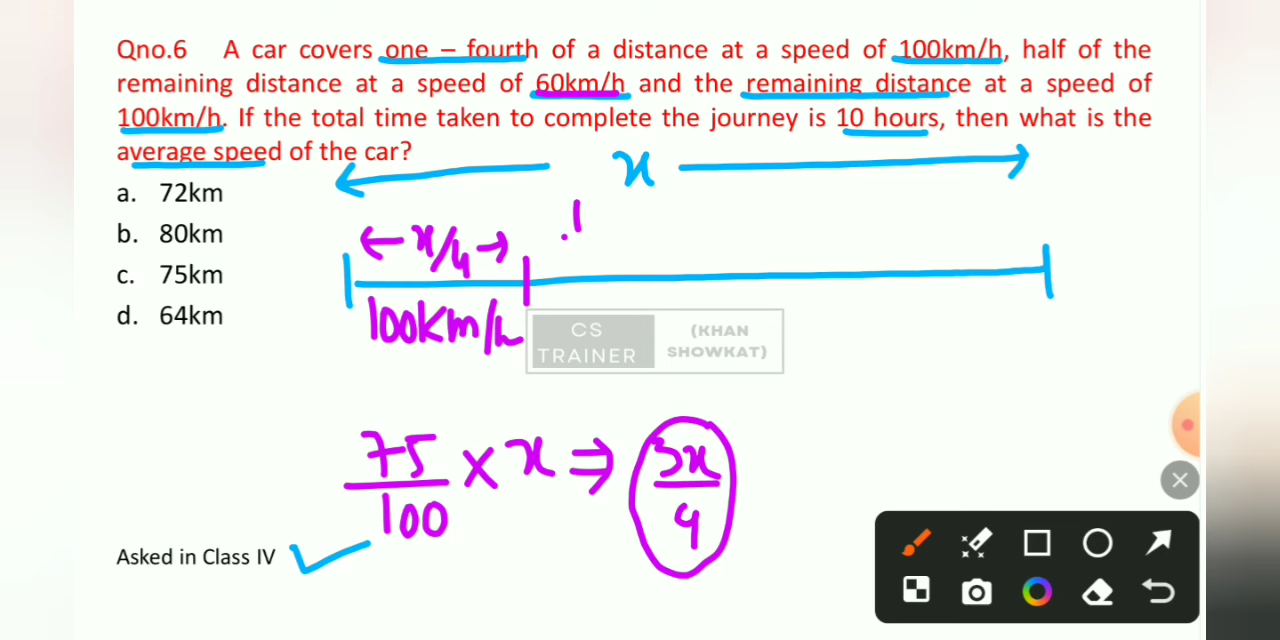 Qno.6 A car covers one – fourth of a distance at a speed of 100km/h, half of the
remaining distance at a speed of 60km/h and the remaining distance at a speed of
100km/h. If the total time taken to complete the journey is 10 hours, then what is the
average speed of the car?
x
a. 72km
b. 80km
c. 75km
d. 64km
x/4
100km/h
CS
TRAINER
(KHAN
SHOWKAT)
75/100 × x ⇒ 3x/4
Asked in Class IV